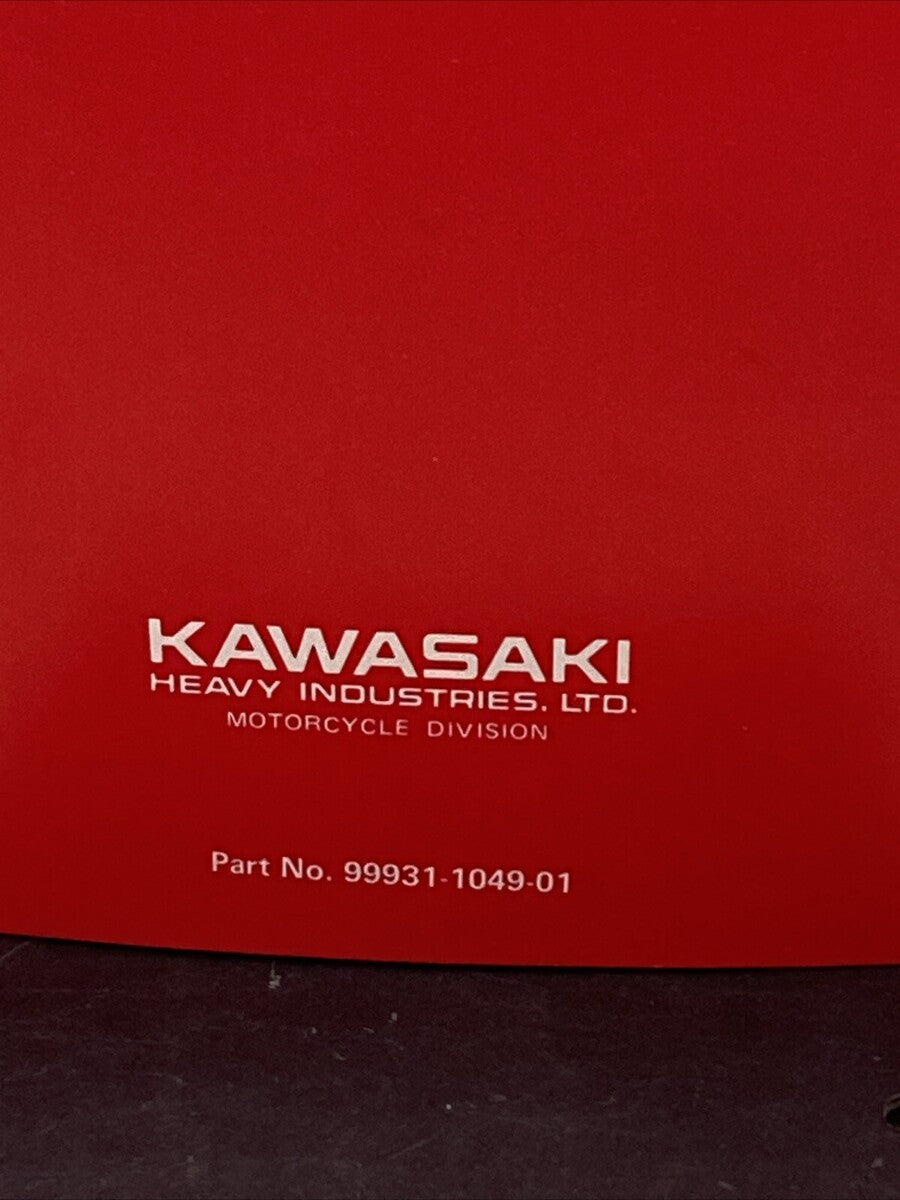 KAWASAKI
HEAVY INDUSTRIES. LTD.
MOTORCYCLE DIVISION
Part No. 99931-1049-01